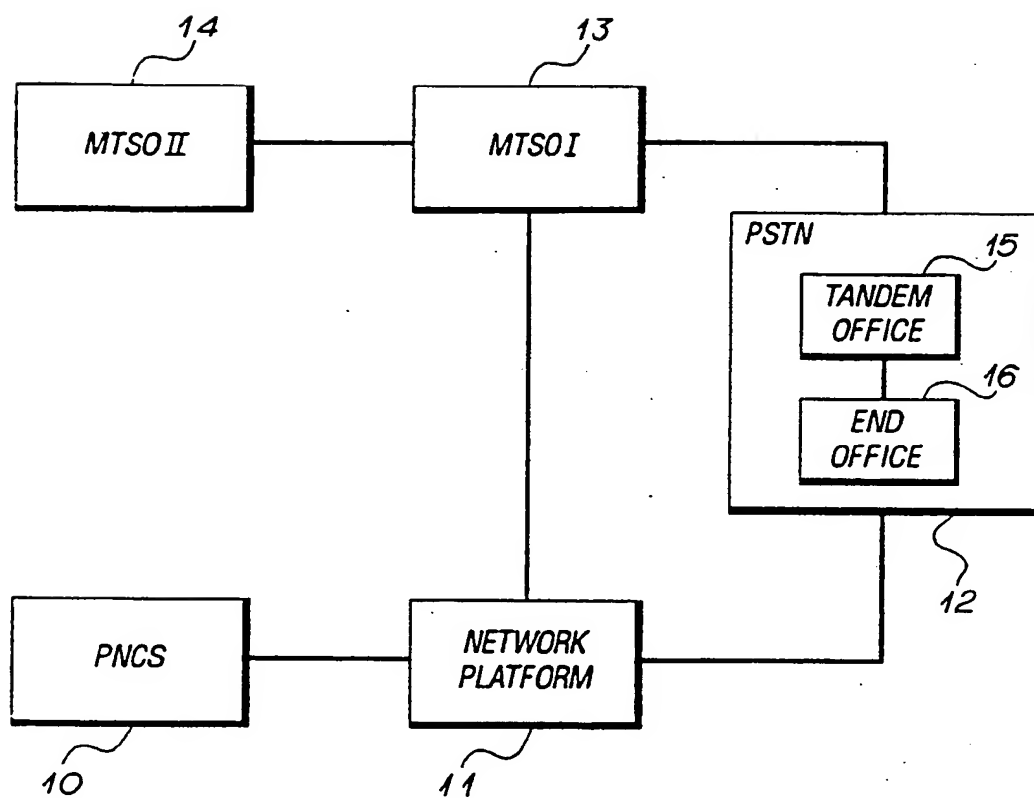 14
13
MTSO II
MTSO I
PSTN
15
TANDEM
OFFICE
16
END
OFFICE
12
PNCS
NETWORK
PLATFORM
10
11